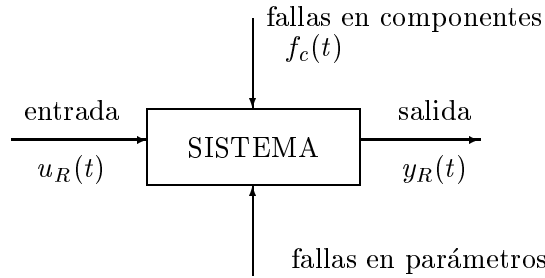 fallas en componentes
f_c(t)
entrada
salida
SISTEMA
u_R(t)
y_R(t)
fallas en parámetros